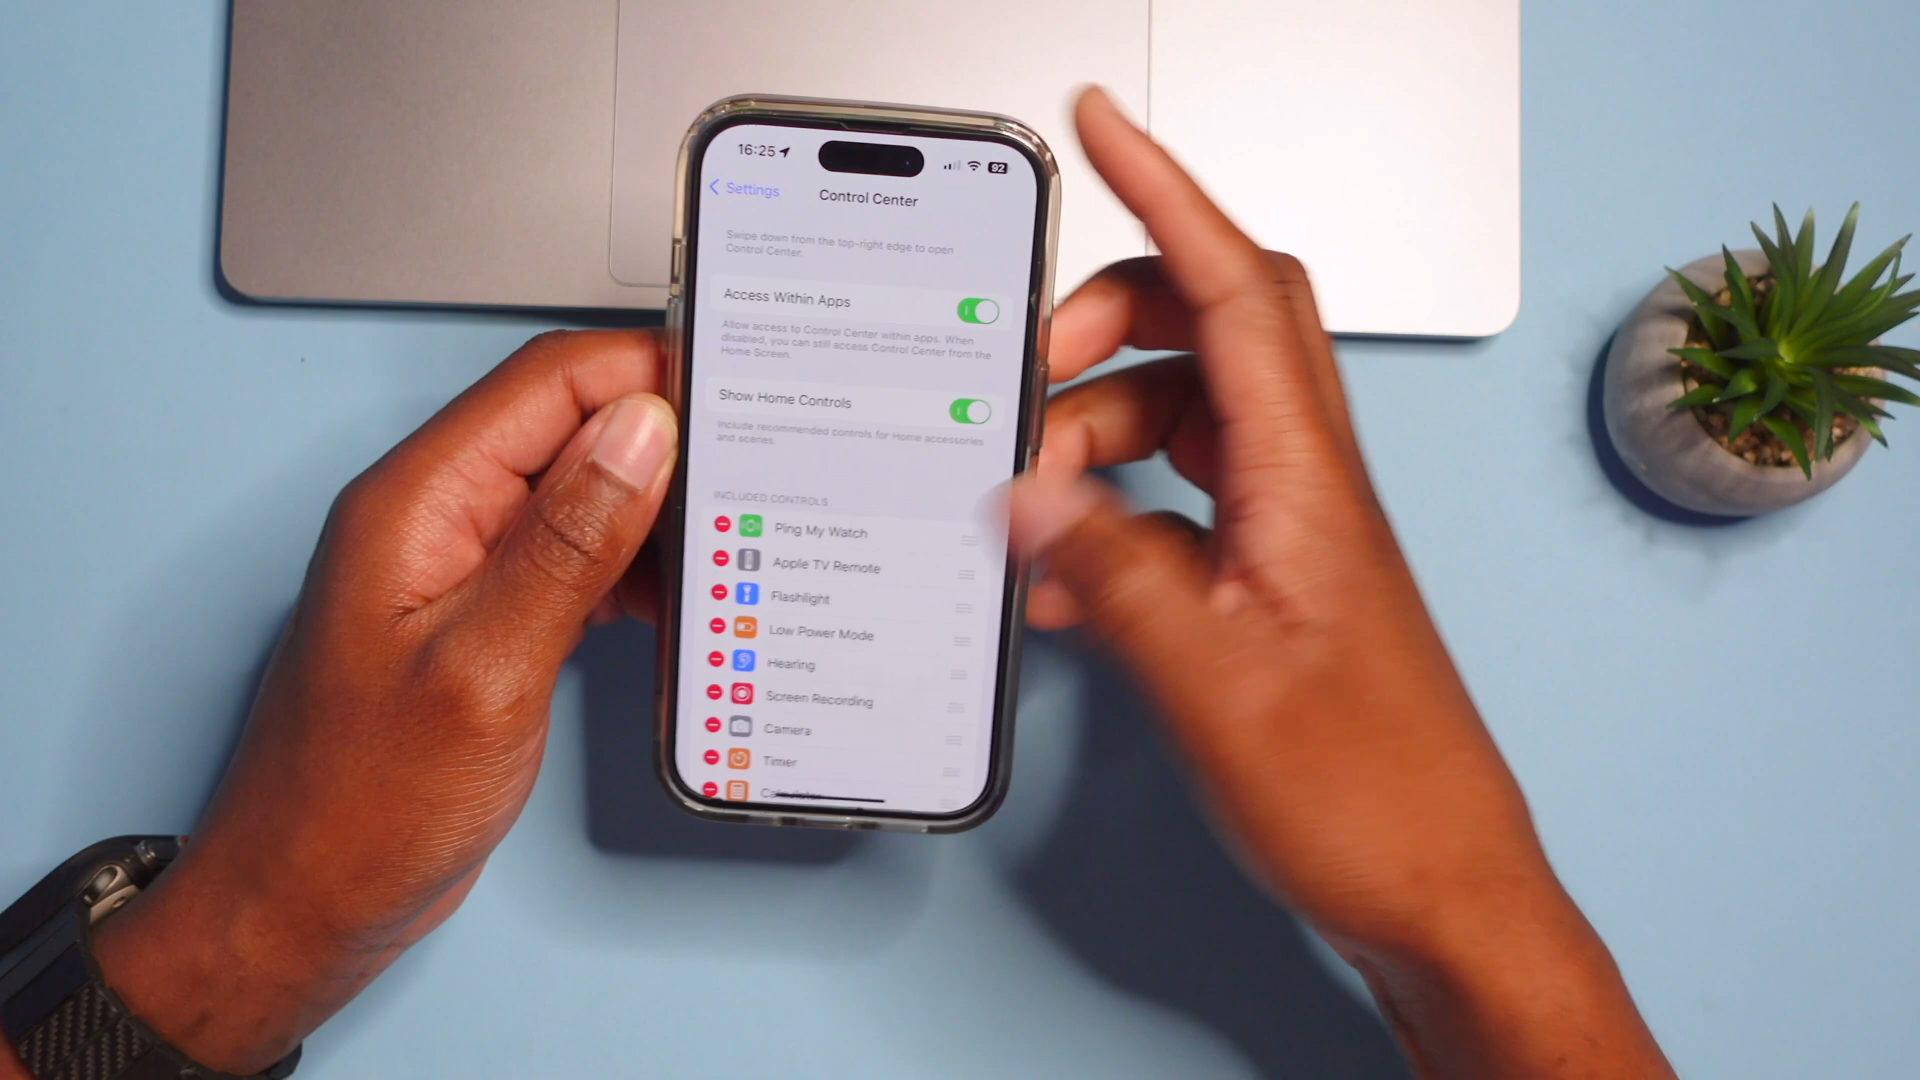 16:25
92
Settings
Control Center
Swipe down from the top-right edge to open
Control Center.
Access Within Apps
Allow access to Control Center within apps. When
disabled, you can still access Control Center from the
Home Screen.
Show Home Controls
Include recommended controls for Home accessories
and scenes.
INCLUDED CONTROLS
Ping My Watch
Apple TV Remote
Flashlight
Low Power Mode
Hearing
Screen Recording
Camera
Timer
Calculator